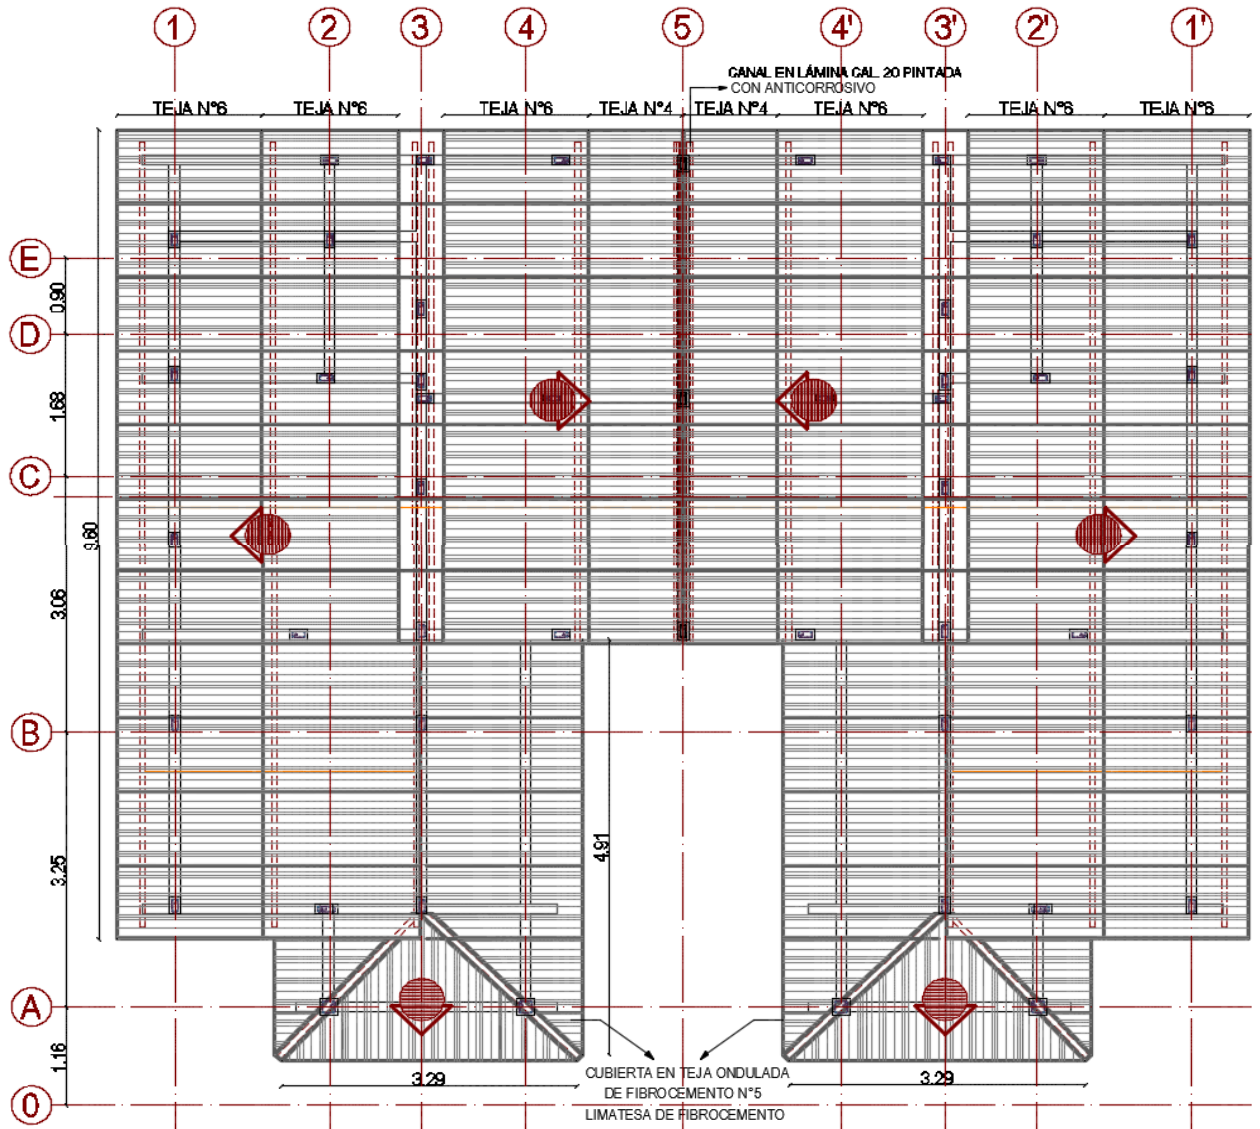 1 2 3 4 5 4' 3' 2' 1'
CANAL EN LÁMINA CAL. 20 PINTADA
CON ANTICORROSIVO
TEJA N°6 TEJA N°6 TEJA N°6 TEJA N°4 TEJA N°4 TEJA N°6 TEJA N°6 TEJA N°6
E
0.90
D
1.68
C
9.60
3.06
B
4.91
3.25
A
1.16
CUBIERTA EN TEJA ONDULADA
3.29 3.29
DE FIBROCEMENTO N°5
0
LIMATESA DE FIBROCEMENTO